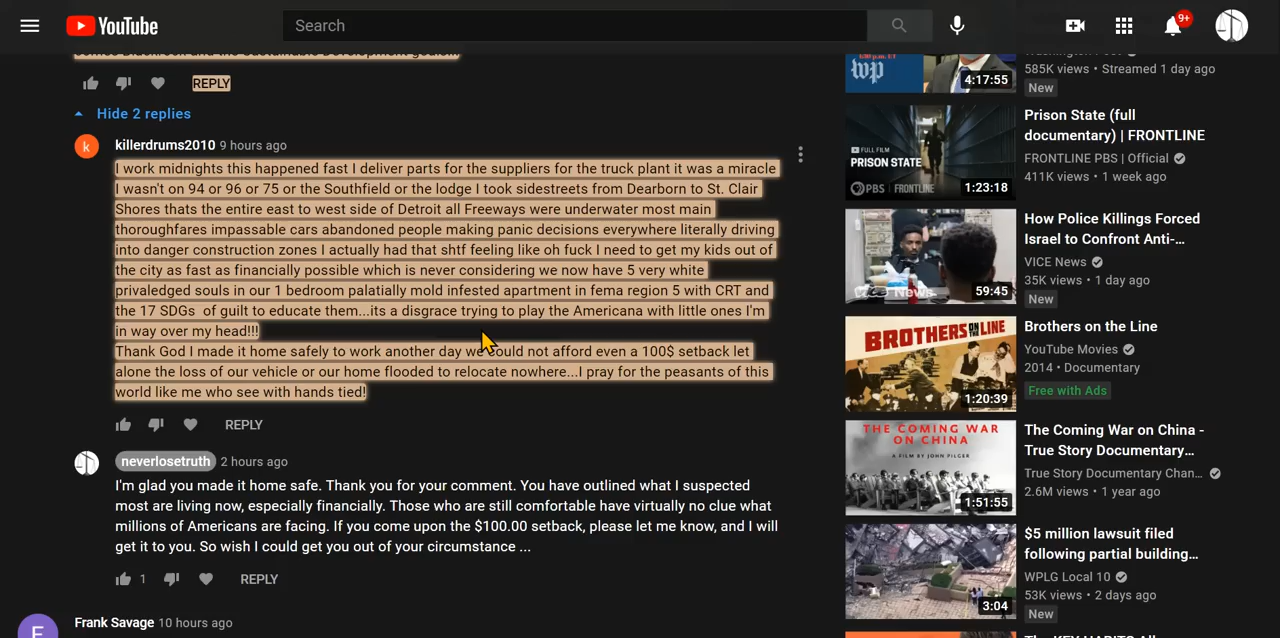 YouTube
Search
9+
REPLY
Hide 2 replies
k
killerdrums2010 9 hours ago
I work midnights this happened fast I deliver parts for the suppliers for the truck plant it was a miracle
I wasn't on 94 or 96 or 75 or the Southfield or the lodge I took sidestreets from Dearborn to St. Clair
Shores thats the entire east to west side of Detroit all Freeways were underwater most main
thoroughfares impassable cars abandoned people making panic decisions everywhere literally driving
into danger construction zones I actually had that shtf feeling like oh fuck I need to get my kids out of
the city as fast as financially possible which is never considering we now have 5 very white
privaledged souls in our 1 bedroom palatially mold infested apartment in fema region 5 with CRT and
the 17 SDGs of guilt to educate them...its a disgrace trying to play the Americana with little ones I'm
in way over my head!!!
Thank God I made it home safely to work another day we could not afford even a 100$ setback let
alone the loss of our vehicle or our home flooded to relocate nowhere...I pray for the peasants of this
world like me who see with hands tied!
REPLY
neverlosetruth 2 hours ago
I'm glad you made it home safe. Thank you for your comment. You have outlined what I suspected
most are living now, especially financially. Those who are still comfortable have virtually no clue what
millions of Americans are facing. If you come upon the $100.00 setback, please let me know, and I will
get it to you. So wish I could get you out of your circumstance ...
1 REPLY
F
Frank Savage 10 hours ago
wp
4:17:55
585K views • Streamed 1 day ago
New
FULL FILM
PRISON STATE
FRONTLINE PBS
1:23:18
Prison State (full
documentary) | FRONTLINE
FRONTLINE PBS | Official
411K views • 1 week ago
News
59:45
How Police Killings Forced
Israel to Confront Anti-...
VICE News
35K views • 1 day ago
New
BROTHERS
ON THE LINE
1:20:39
Brothers on the Line
YouTube Movies
2014 • Documentary
Free with Ads
THE COMING WAR
ON CHINA
A FILM BY JOHN PILGER
1:51:55
The Coming War on China -
True Story Documentary...
True Story Documentary Chan...
2.6M views • 1 year ago
3:04
$5 million lawsuit filed
following partial building...
WPLG Local 10
53K views • 2 days ago
New